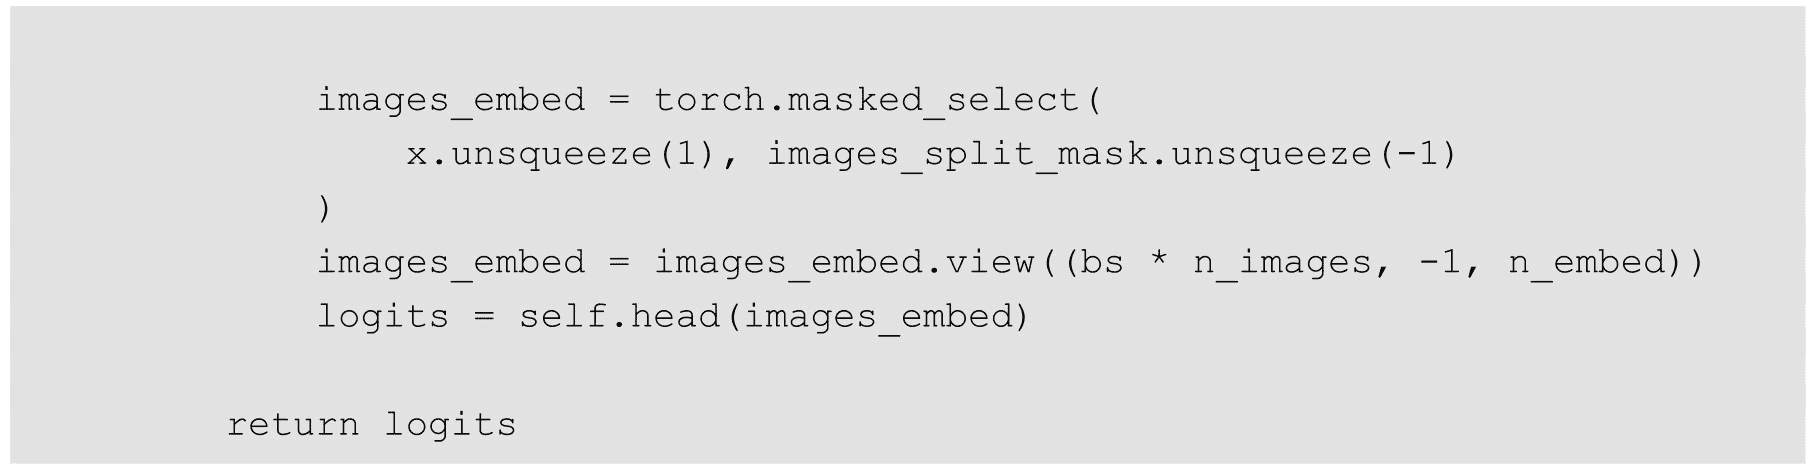 images_embed = torch.masked_select(
x.unsqueeze(1), images_split_mask.unsqueeze(-1)
)
images_embed = images_embed.view((bs * n_images, -1, n_embed))
logits = self.head(images_embed)
return logits